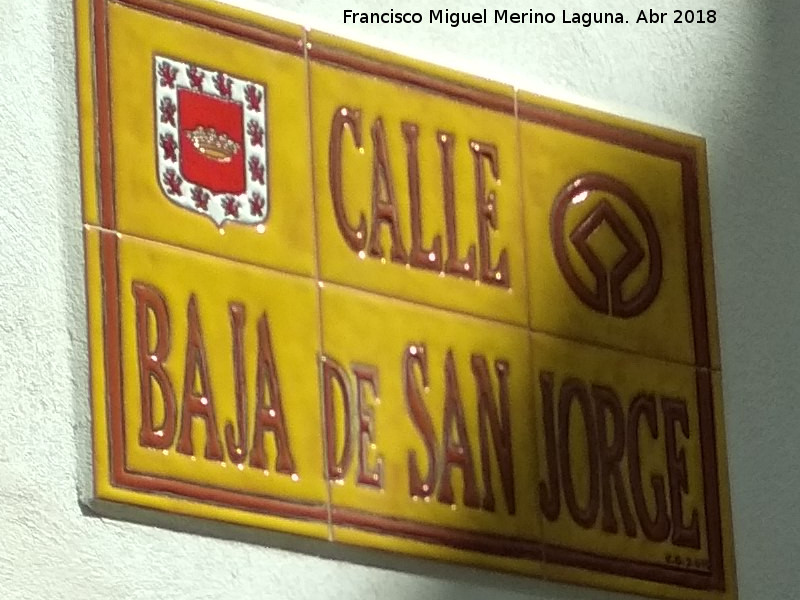 Francisco Miguel Merino Laguna. Abr 2018
CALLE
BAJA DE SAN JORGE